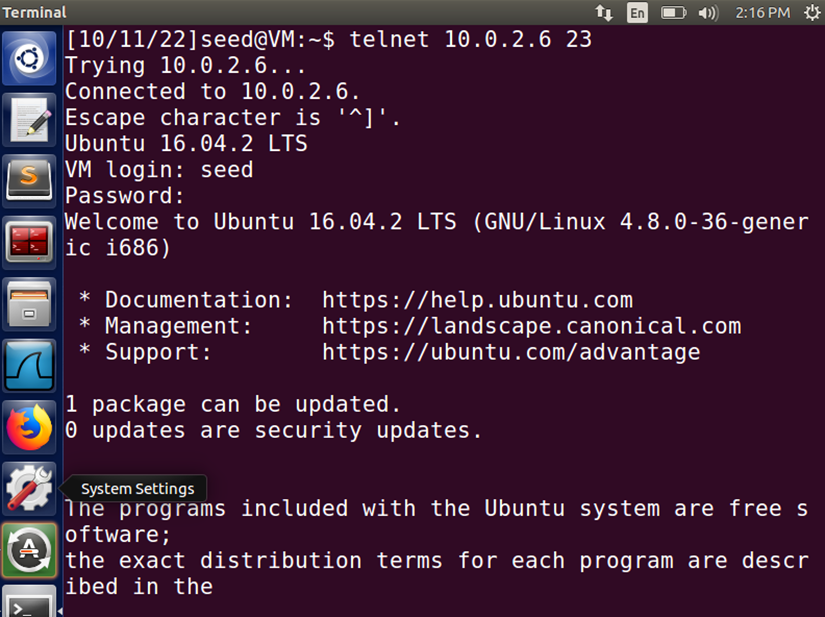 Terminal
En
2:16 PM
[10/11/22]seed@VM:~$ telnet 10.0.2.6 23
Trying 10.0.2.6...
Connected to 10.0.2.6.
Escape character is '^]'.
Ubuntu 16.04.2 LTS
VM login: seed
Password:
Welcome to Ubuntu 16.04.2 LTS (GNU/Linux 4.8.0-36-gener
ic i686)
* Documentation:  https://help.ubuntu.com
* Management:     https://landscape.canonical.com
* Support:        https://ubuntu.com/advantage
1 package can be updated.
0 updates are security updates.
System Settings
The programs included with the Ubuntu system are free s
oftware;
the exact distribution terms for each program are descr
ibed in the